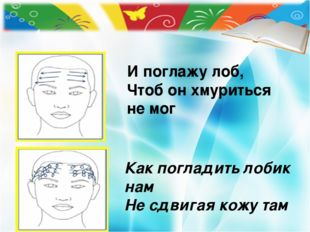 И поглажу лоб,
Чтоб он хмуриться
не мог
Как погладить лобик
нам
Не сдвигая кожу там